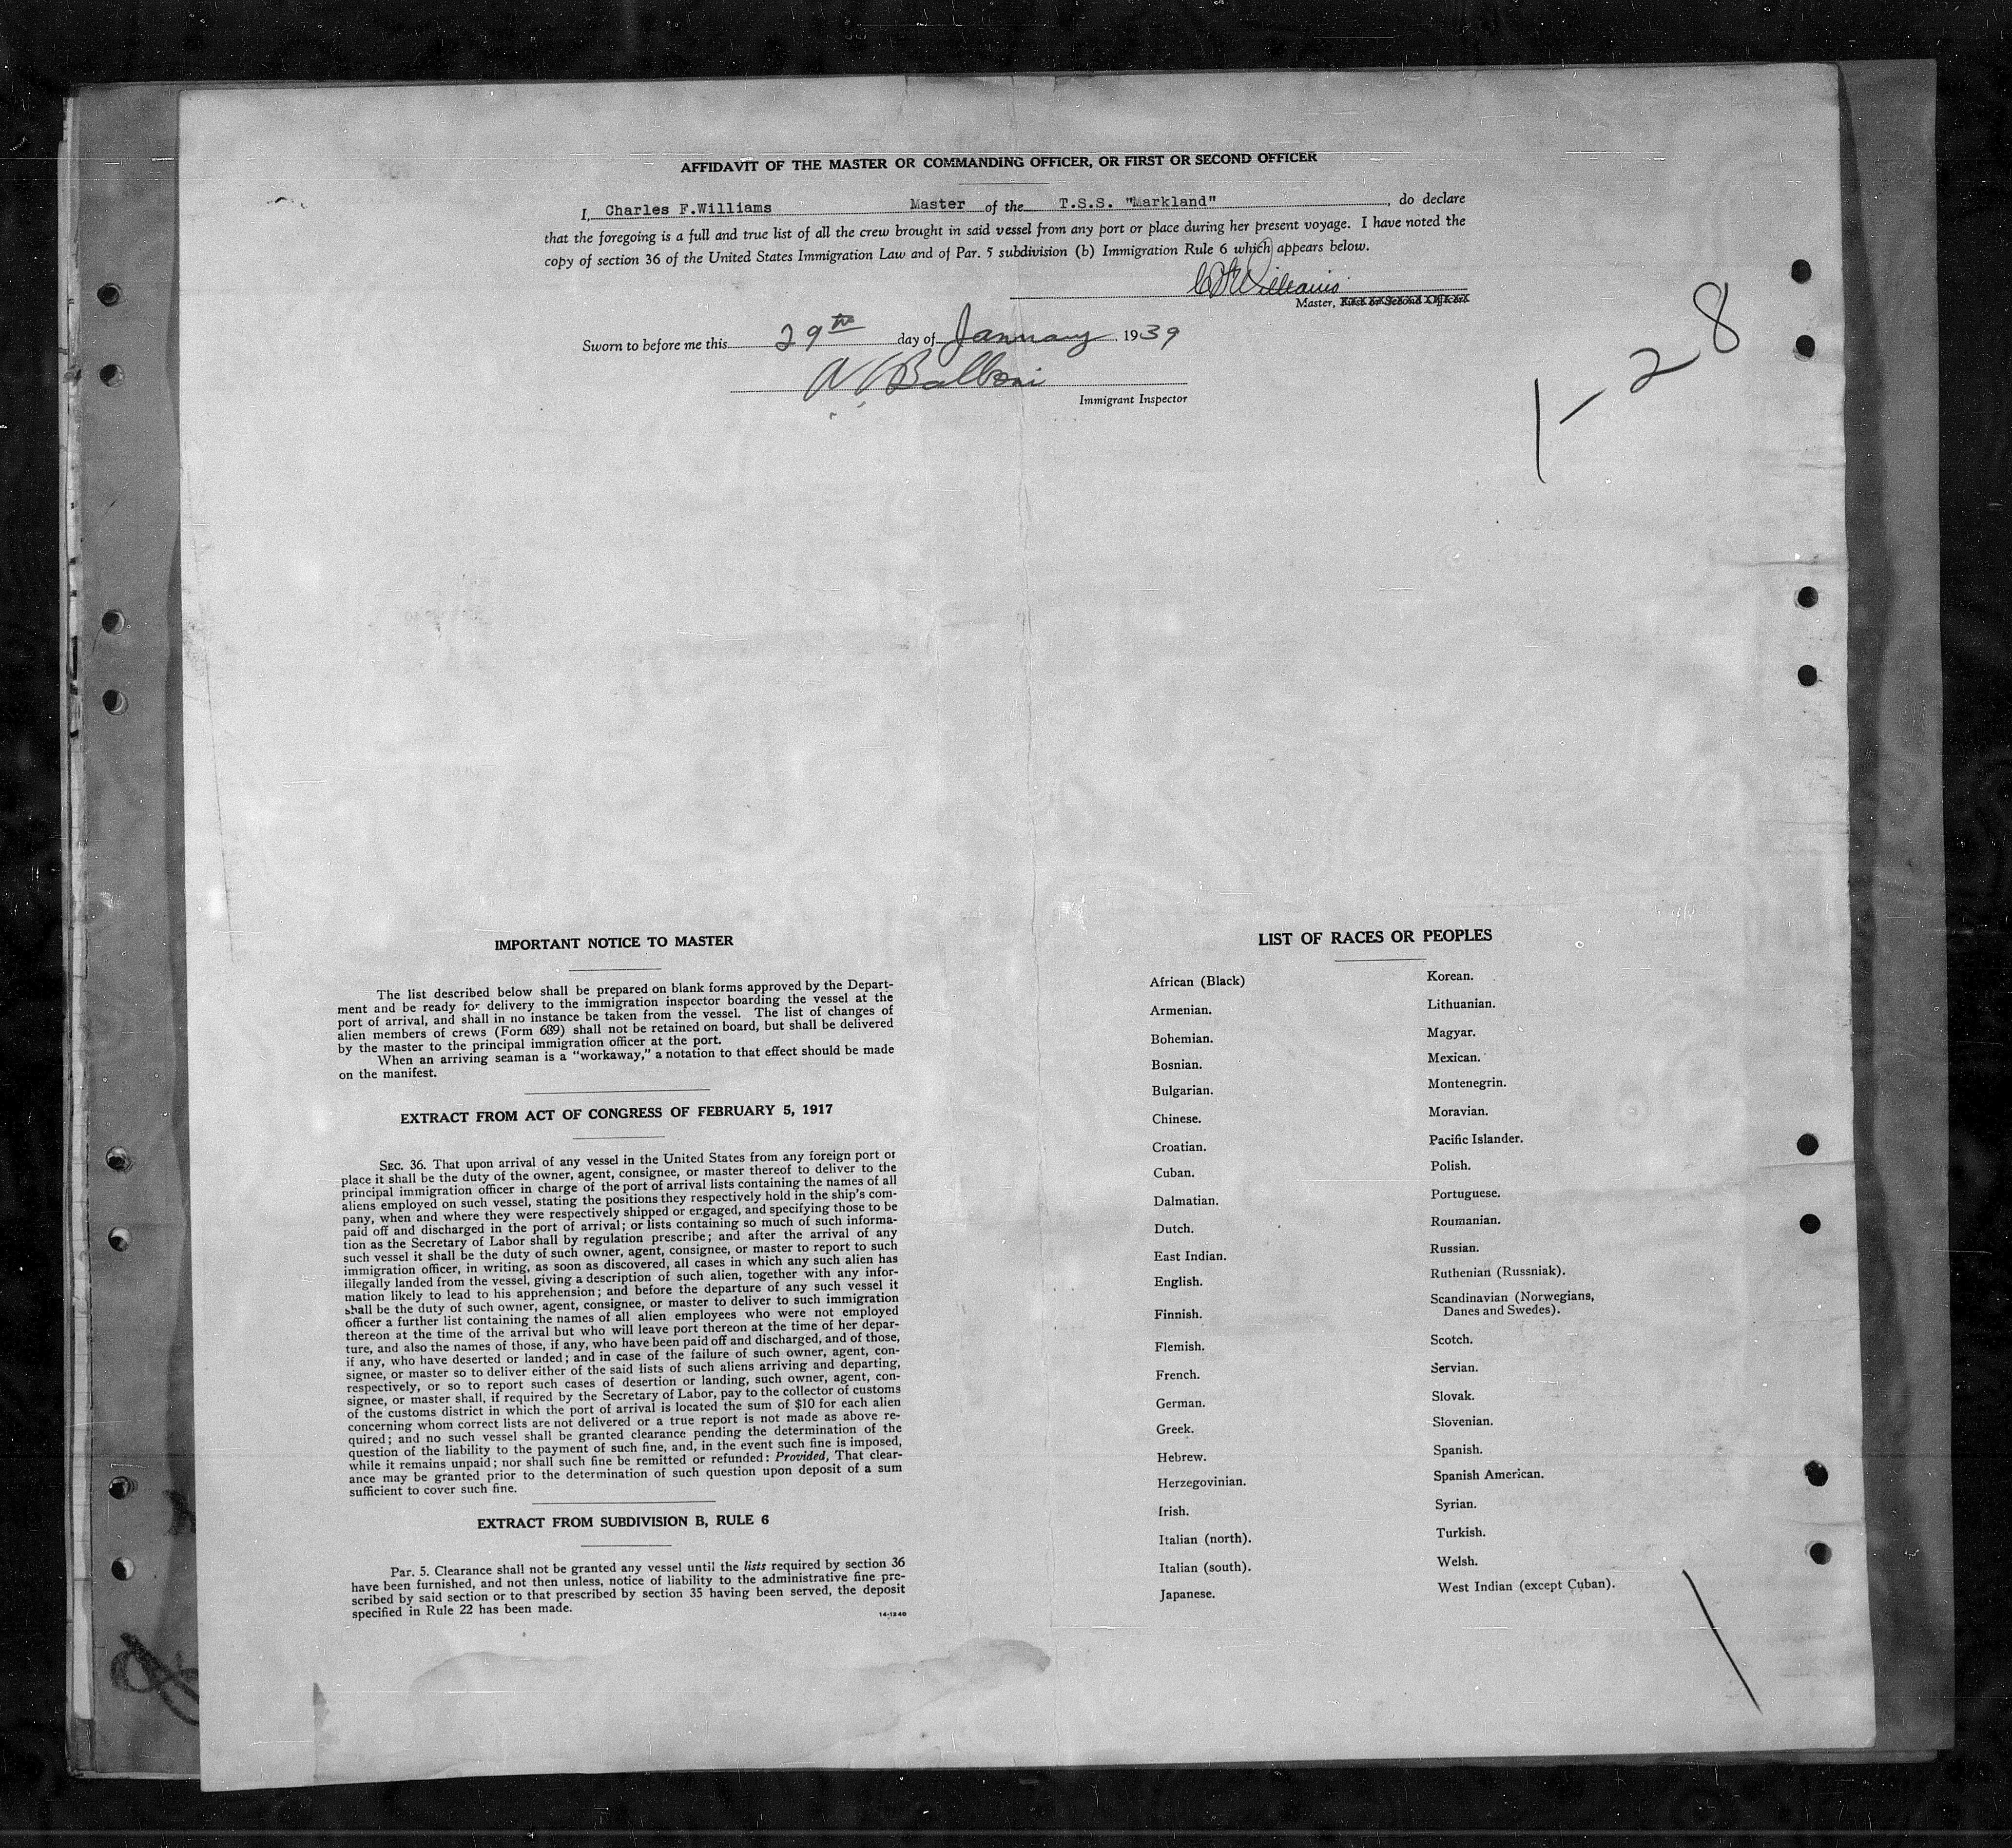 AFFIDAVIT OF THE MASTER OR COMMANDING OFFICER, OR FIRST OR SECOND OFFICER
I, Charles F.Williams Master of the T.S.S. "Markland", do declare
that the foregoing is a full and true list of all the crew brought in said vessel from any port or place during her present voyage. I have noted the
copy of section 36 of the United States Immigration Law and of Par. 5 subdivision (b) Immigration Rule 6 which appears below.
CFWilliams
Master, First or Second Officer
Sworn to before me this 29th day of January, 1939
Balboni
Immigrant Inspector
1-28
IMPORTANT NOTICE TO MASTER
The list described below shall be prepared on blank forms approved by the Depart-
ment and be ready for delivery to the immigration inspector boarding the vessel at the
port of arrival, and shall in no instance be taken from the vessel. The list of changes of
alien members of crews (Form 689) shall not be retained on board, but shall be delivered
by the master to the principal immigration officer at the port.
When an arriving seaman is a "workaway," a notation to that effect should be made
on the manifest.
EXTRACT FROM ACT OF CONGRESS OF FEBRUARY 5, 1917
SEC. 36. That upon arrival of any vessel in the United States from any foreign port or
place it shall be the duty of the owner, agent, consignee, or master thereof to deliver to the
principal immigration officer in charge of the port of arrival lists containing the names of all
aliens employed on such vessel, stating the positions they respectively hold in the ship's com-
pany, when and where they were respectively shipped or engaged, and specifying those to be
paid off and discharged in the port of arrival; or lists containing so much of such informa-
tion as the Secretary of Labor shall by regulation prescribe; and after the arrival of any
such vessel it shall be the duty of such owner, agent, consignee, or master to report to such
immigration officer, in writing, as soon as discovered, all cases in which any such alien has
illegally landed from the vessel, giving a description of such alien, together with any infor-
mation likely to lead to his apprehension; and before the departure of any such vessel it
shall be the duty of such owner, agent, consignee, or master to deliver to such immigration
officer a further list containing the names of all alien employees who were not employed
thereon at the time of the arrival but who will leave port thereon at the time of her depar-
ture, and also the names of those, if any, who have been paid off and discharged, and of those,
if any, who have deserted or landed; and in case of the failure of such owner, agent, con-
signee, or master so to deliver either of the said lists of such aliens arriving and departing,
respectively, or so to report such cases of desertion or landing, such owner, agent, con-
signee, or master shall, if required by the Secretary of Labor, pay to the collector of customs
of the customs district in which the port of arrival is located the sum of $10 for each alien
concerning whom correct lists are not delivered or a true report is not made as above re-
quired; and no such vessel shall be granted clearance pending the determination of the
question of the liability to the payment of such fine, and, in the event such fine is imposed,
while it remains unpaid; nor shall such fine be remitted or refunded: Provided, That clear-
ance may be granted prior to the determination of such question upon deposit of a sum
sufficient to cover such fine.
EXTRACT FROM SUBDIVISION B, RULE 6
Par. 5. Clearance shall not be granted any vessel until the lists required by section 36
have been furnished, and not then unless, notice of liability to the administrative fine pre-
scribed by said section or to that prescribed by section 35 having been served, the deposit
specified in Rule 22 has been made.
14-1240
LIST OF RACES OR PEOPLES
African (Black)
Armenian.
Bohemian.
Bosnian.
Bulgarian.
Chinese.
Croatian.
Cuban.
Dalmatian.
Dutch.
East Indian.
English.
Finnish.
Flemish.
French.
German.
Greek.
Hebrew.
Herzegovinian.
Irish.
Italian (north).
Italian (south).
Japanese.
Korean.
Lithuanian.
Magyar.
Mexican.
Montenegrin.
Moravian.
Pacific Islander.
Polish.
Portuguese.
Roumanian.
Russian.
Ruthenian (Russniak).
Scandinavian (Norwegians,
Danes and Swedes).
Scotch.
Servian.
Slovak.
Slovenian.
Spanish.
Spanish American.
Syrian.
Turkish.
Welsh.
West Indian (except Cuban).